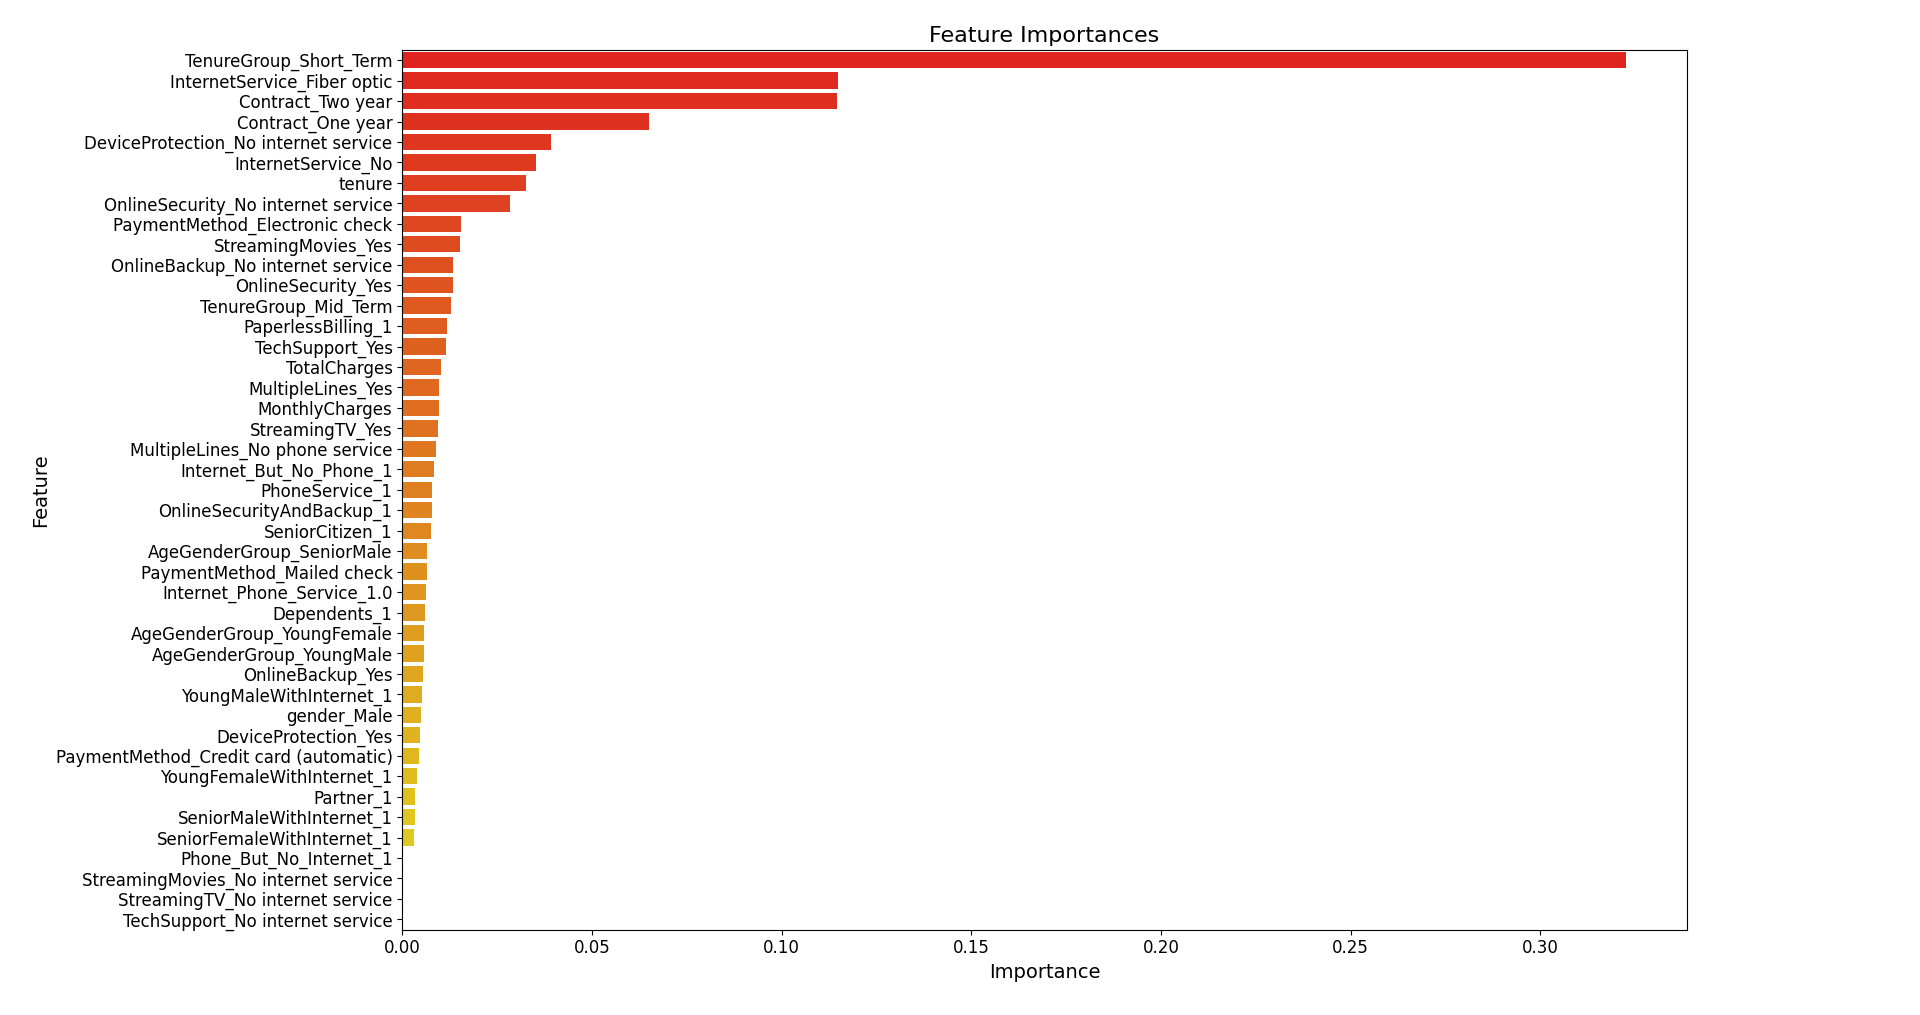 Feature Importances
TenureGroup_Short_Term
InternetService_Fiber optic
Contract_Two year
Contract_One year
DeviceProtection_No internet service
InternetService_No
tenure
OnlineSecurity_No internet service
PaymentMethod_Electronic check
StreamingMovies_Yes
OnlineBackup_No internet service
OnlineSecurity_Yes
TenureGroup_Mid_Term
PaperlessBilling_1
TechSupport_Yes
TotalCharges
MultipleLines_Yes
MonthlyCharges
StreamingTV_Yes
MultipleLines_No phone service
Internet_But_No_Phone_1
PhoneService_1
OnlineSecurityAndBackup_1
SeniorCitizen_1
AgeGenderGroup_SeniorMale
PaymentMethod_Mailed check
Internet_Phone_Service_1.0
Dependents_1
AgeGenderGroup_YoungFemale
AgeGenderGroup_YoungMale
OnlineBackup_Yes
YoungMaleWithInternet_1
gender_Male
DeviceProtection_Yes
PaymentMethod_Credit card (automatic)
YoungFemaleWithInternet_1
Partner_1
SeniorMaleWithInternet_1
SeniorFemaleWithInternet_1
Phone_But_No_Internet_1
StreamingMovies_No internet service
StreamingTV_No internet service
TechSupport_No internet service
Feature
0.00 0.05 0.10 0.15 0.20 0.25 0.30
Importance